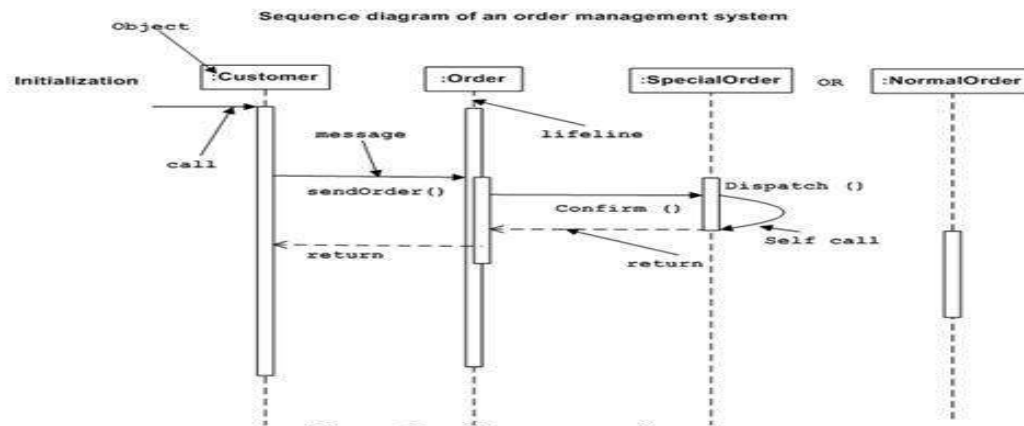 Sequence diagram of an order management system
Object
Initialization
:Customer
:Order
:SpecialOrder
OR
:NormalOrder
message
lifeline
call
sendOrder()
Dispatch ()
Confirm ()
Self call
return
return